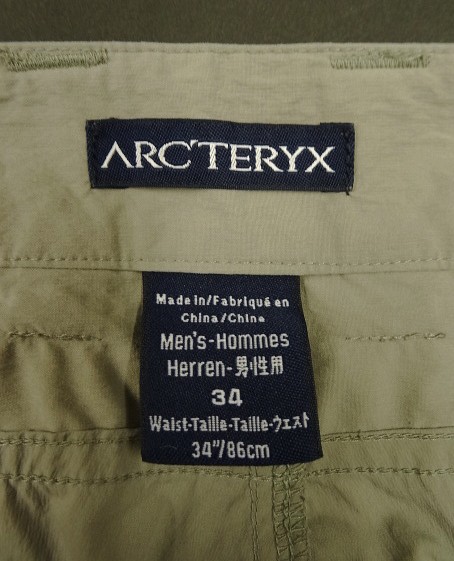 ARC'TERYX
Made in/Fabriqué en
China/Chine
Men's-Hommes
Herren-男性用
34
Waist-Taille-Taille-ウェスト
34"/86cm